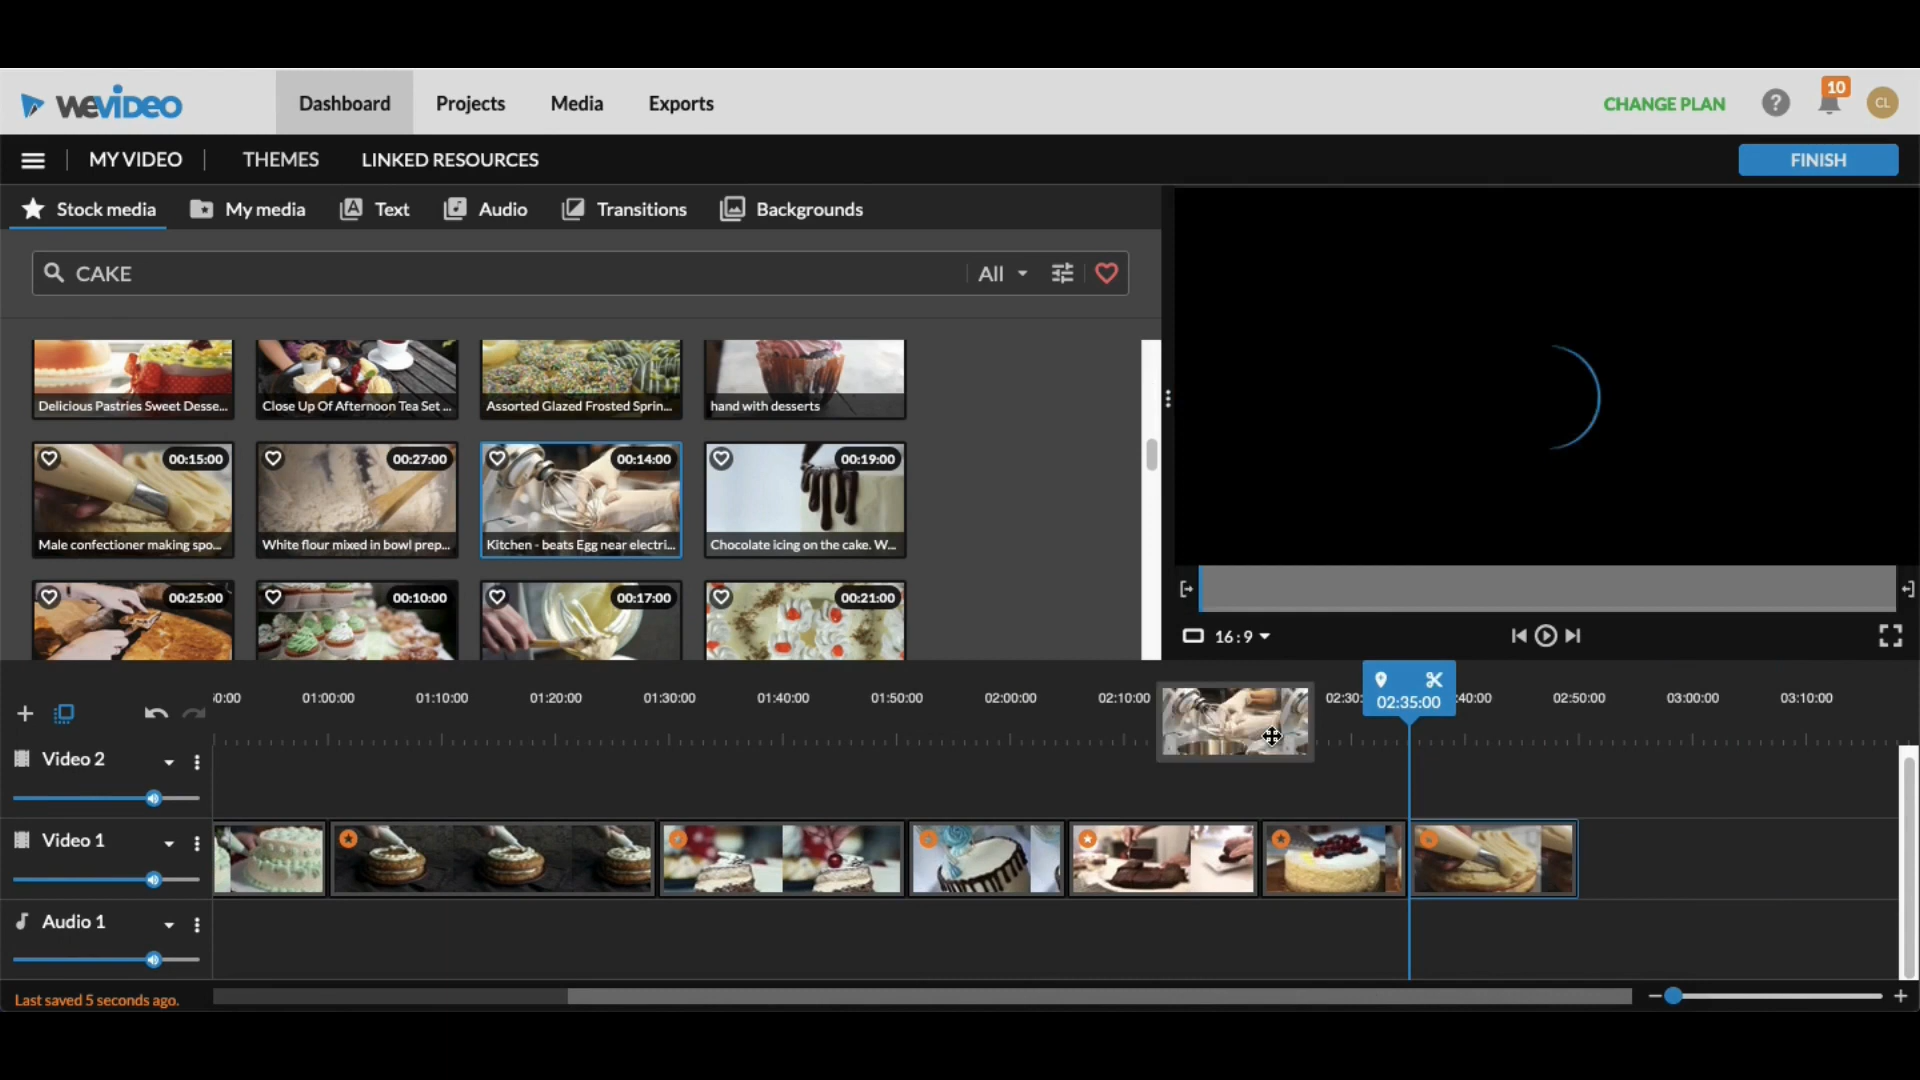 WEVIDEO
Dashboard
Projects
Media
Exports
CHANGE PLAN
?
10
CL
MY VIDEO
THEMES
LINKED RESOURCES
FINISH
Stock media
My media
Text
Audio
Transitions
Backgrounds
CAKE
All
Delicious Pastries Sweet Desse...
Close Up Of Afternoon Tea Set ...
Assorted Glazed Frosted Sprin...
hand with desserts
00:15:00
00:27:00
00:14:00
00:19:00
Male confectioner making spo...
White flour mixed in bowl prep...
Kitchen - beats Egg near electri...
Chocolate icing on the cake. W...
00:25:00
00:10:00
00:17:00
00:21:00
16:9
0:00 01:00:00 01:10:00 01:20:00 01:30:00 01:40:00 01:50:00 02:00:00 02:10:00 02:30: 02:35:00 :40:00 02:50:00 03:00:00 03:10:00
Video 2
Video 1
Audio 1
Last saved 5 seconds ago.